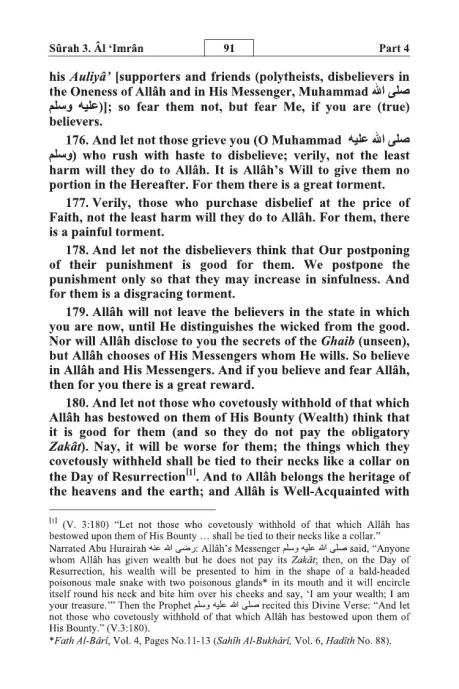 Sûrah 3. Âl ‘Imrân 91 Part 4
his Auliyâ’ [supporters and friends (polytheists, disbelievers in
the Oneness of Allâh and in His Messenger, Muhammad صلى الله
عليه وسلم)]; so fear them not, but fear Me, if you are (true)
believers.
176. And let not those grieve you (O Muhammad صلى الله عليه
وسلم) who rush with haste to disbelieve; verily, not the least
harm will they do to Allâh. It is Allâh’s Will to give them no
portion in the Hereafter. For them there is a great torment.
177. Verily, those who purchase disbelief at the price of
Faith, not the least harm will they do to Allâh. For them, there
is a painful torment.
178. And let not the disbelievers think that Our postponing
of their punishment is good for them. We postpone the
punishment only so that they may increase in sinfulness. And
for them is a disgracing torment.
179. Allâh will not leave the believers in the state in which
you are now, until He distinguishes the wicked from the good.
Nor will Allâh disclose to you the secrets of the Ghaib (unseen),
but Allâh chooses of His Messengers whom He wills. So believe
in Allâh and His Messengers. And if you believe and fear Allâh,
then for you there is a great reward.
180. And let not those who covetously withhold of that which
Allâh has bestowed on them of His Bounty (Wealth) think that
it is good for them (and so they do not pay the obligatory
Zakât). Nay, it will be worse for them; the things which they
covetously withheld shall be tied to their necks like a collar on
the Day of Resurrection[1]. And to Allâh belongs the heritage of
the heavens and the earth; and Allâh is Well-Acquainted with
[1] (V. 3:180) “Let not those who covetously withhold of that which Allâh has
bestowed upon them of His Bounty … shall be tied to their necks like a collar.”
Narrated Abu Hurairah رضى الله عنه: Allâh’s Messenger صلى الله عليه وسلم said, “Anyone
whom Allâh has given wealth but he does not pay its Zakât; then, on the Day of
Resurrection, his wealth will be presented to him in the shape of a bald-headed
poisonous male snake with two poisonous glands* in its mouth and it will encircle
itself round his neck and bite him over his cheeks and say, ‘I am your wealth; I am
your treasure.’” Then the Prophet صلى الله عليه وسلم recited this Divine Verse: “And let
not those who covetously withhold of that which Allâh has bestowed upon them of
His Bounty.” (V.3:180).
*Fath Al-Bârî, Vol. 4, Pages No.11-13 (Sahîh Al-Bukhârî, Vol. 6, Hadîth No. 88).